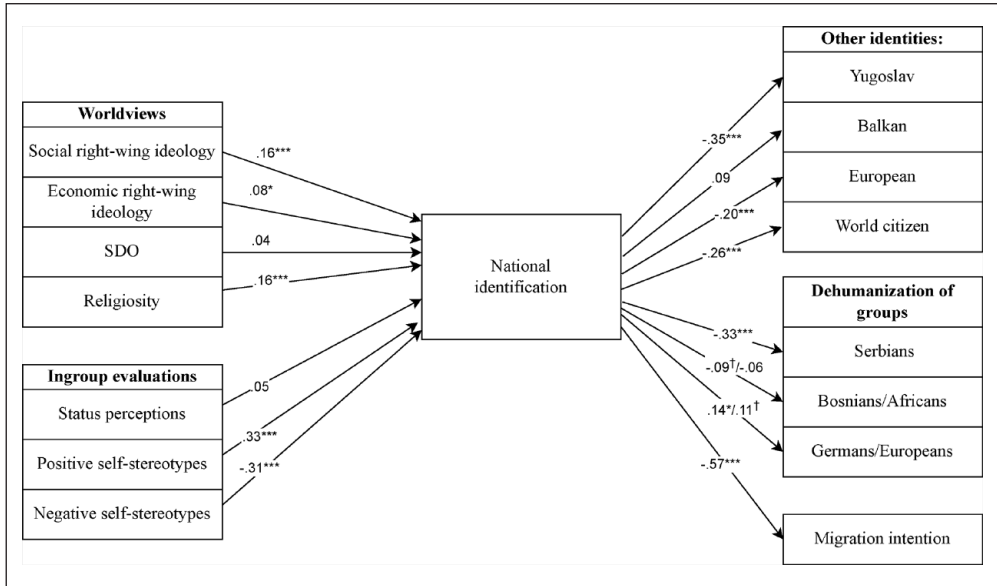 Worldviews
Social right-wing ideology
Economic right-wing
ideology
SDO
Religiosity
Ingroup evaluations
Status perceptions
Positive self-stereotypes
Negative self-stereotypes
.16***
.08*
.04
.16***
.05
.33***
-.31***
National
identification
-.35***
.09
-.20***
-.26***
-.33***
-.09†/-.06
.14*/.11†
-.57***
Other identities:
Yugoslav
Balkan
European
World citizen
Dehumanization of
groups
Serbians
Bosnians/Africans
Germans/Europeans
Migration intention